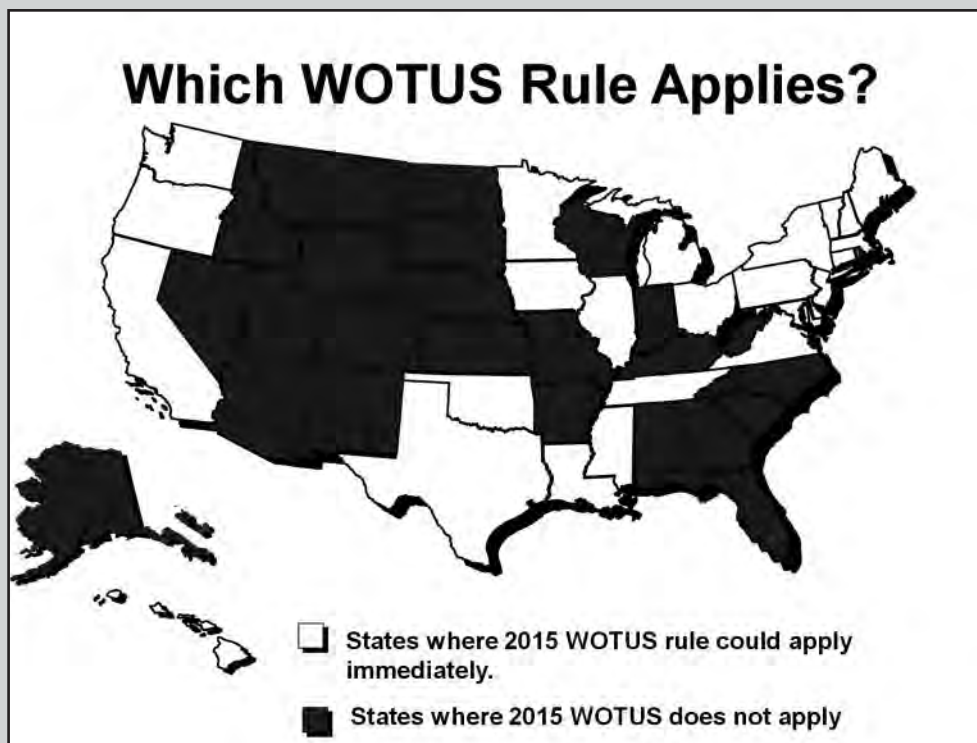 Which WOTUS Rule Applies?
States where 2015 WOTUS rule could apply
immediately.
States where 2015 WOTUS does not apply